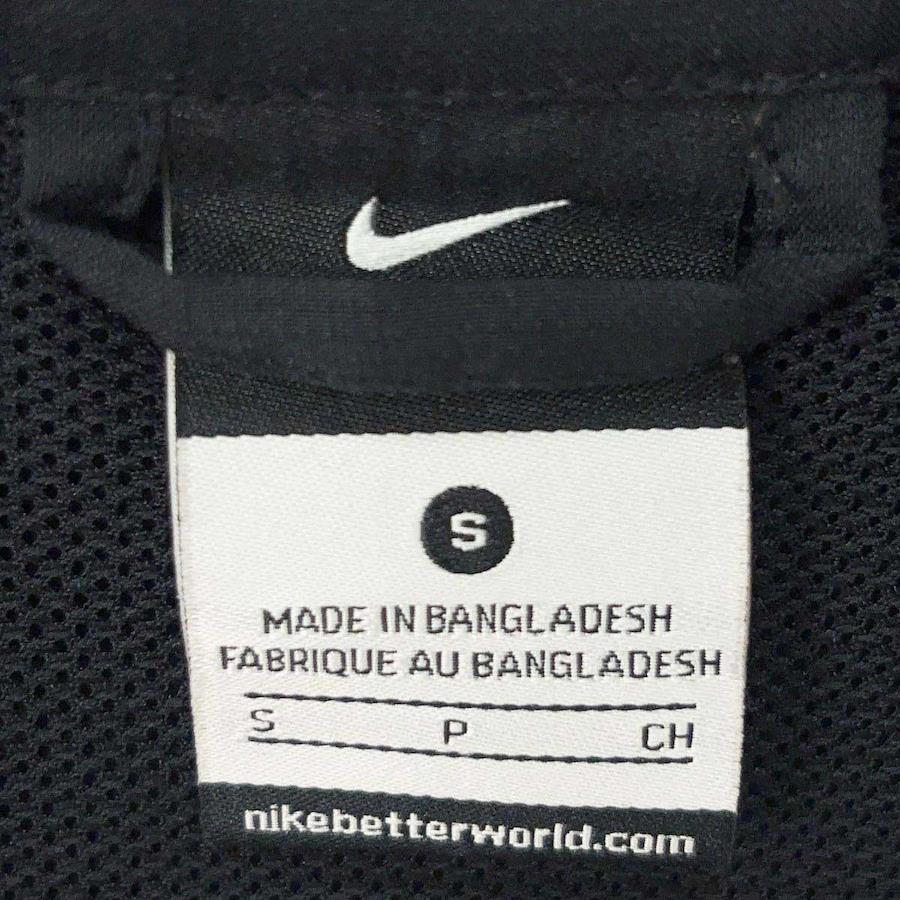 S
MADE IN BANGLADESH
FABRIQUE AU BANGLADESH
S P CH
nikebetterworld.com